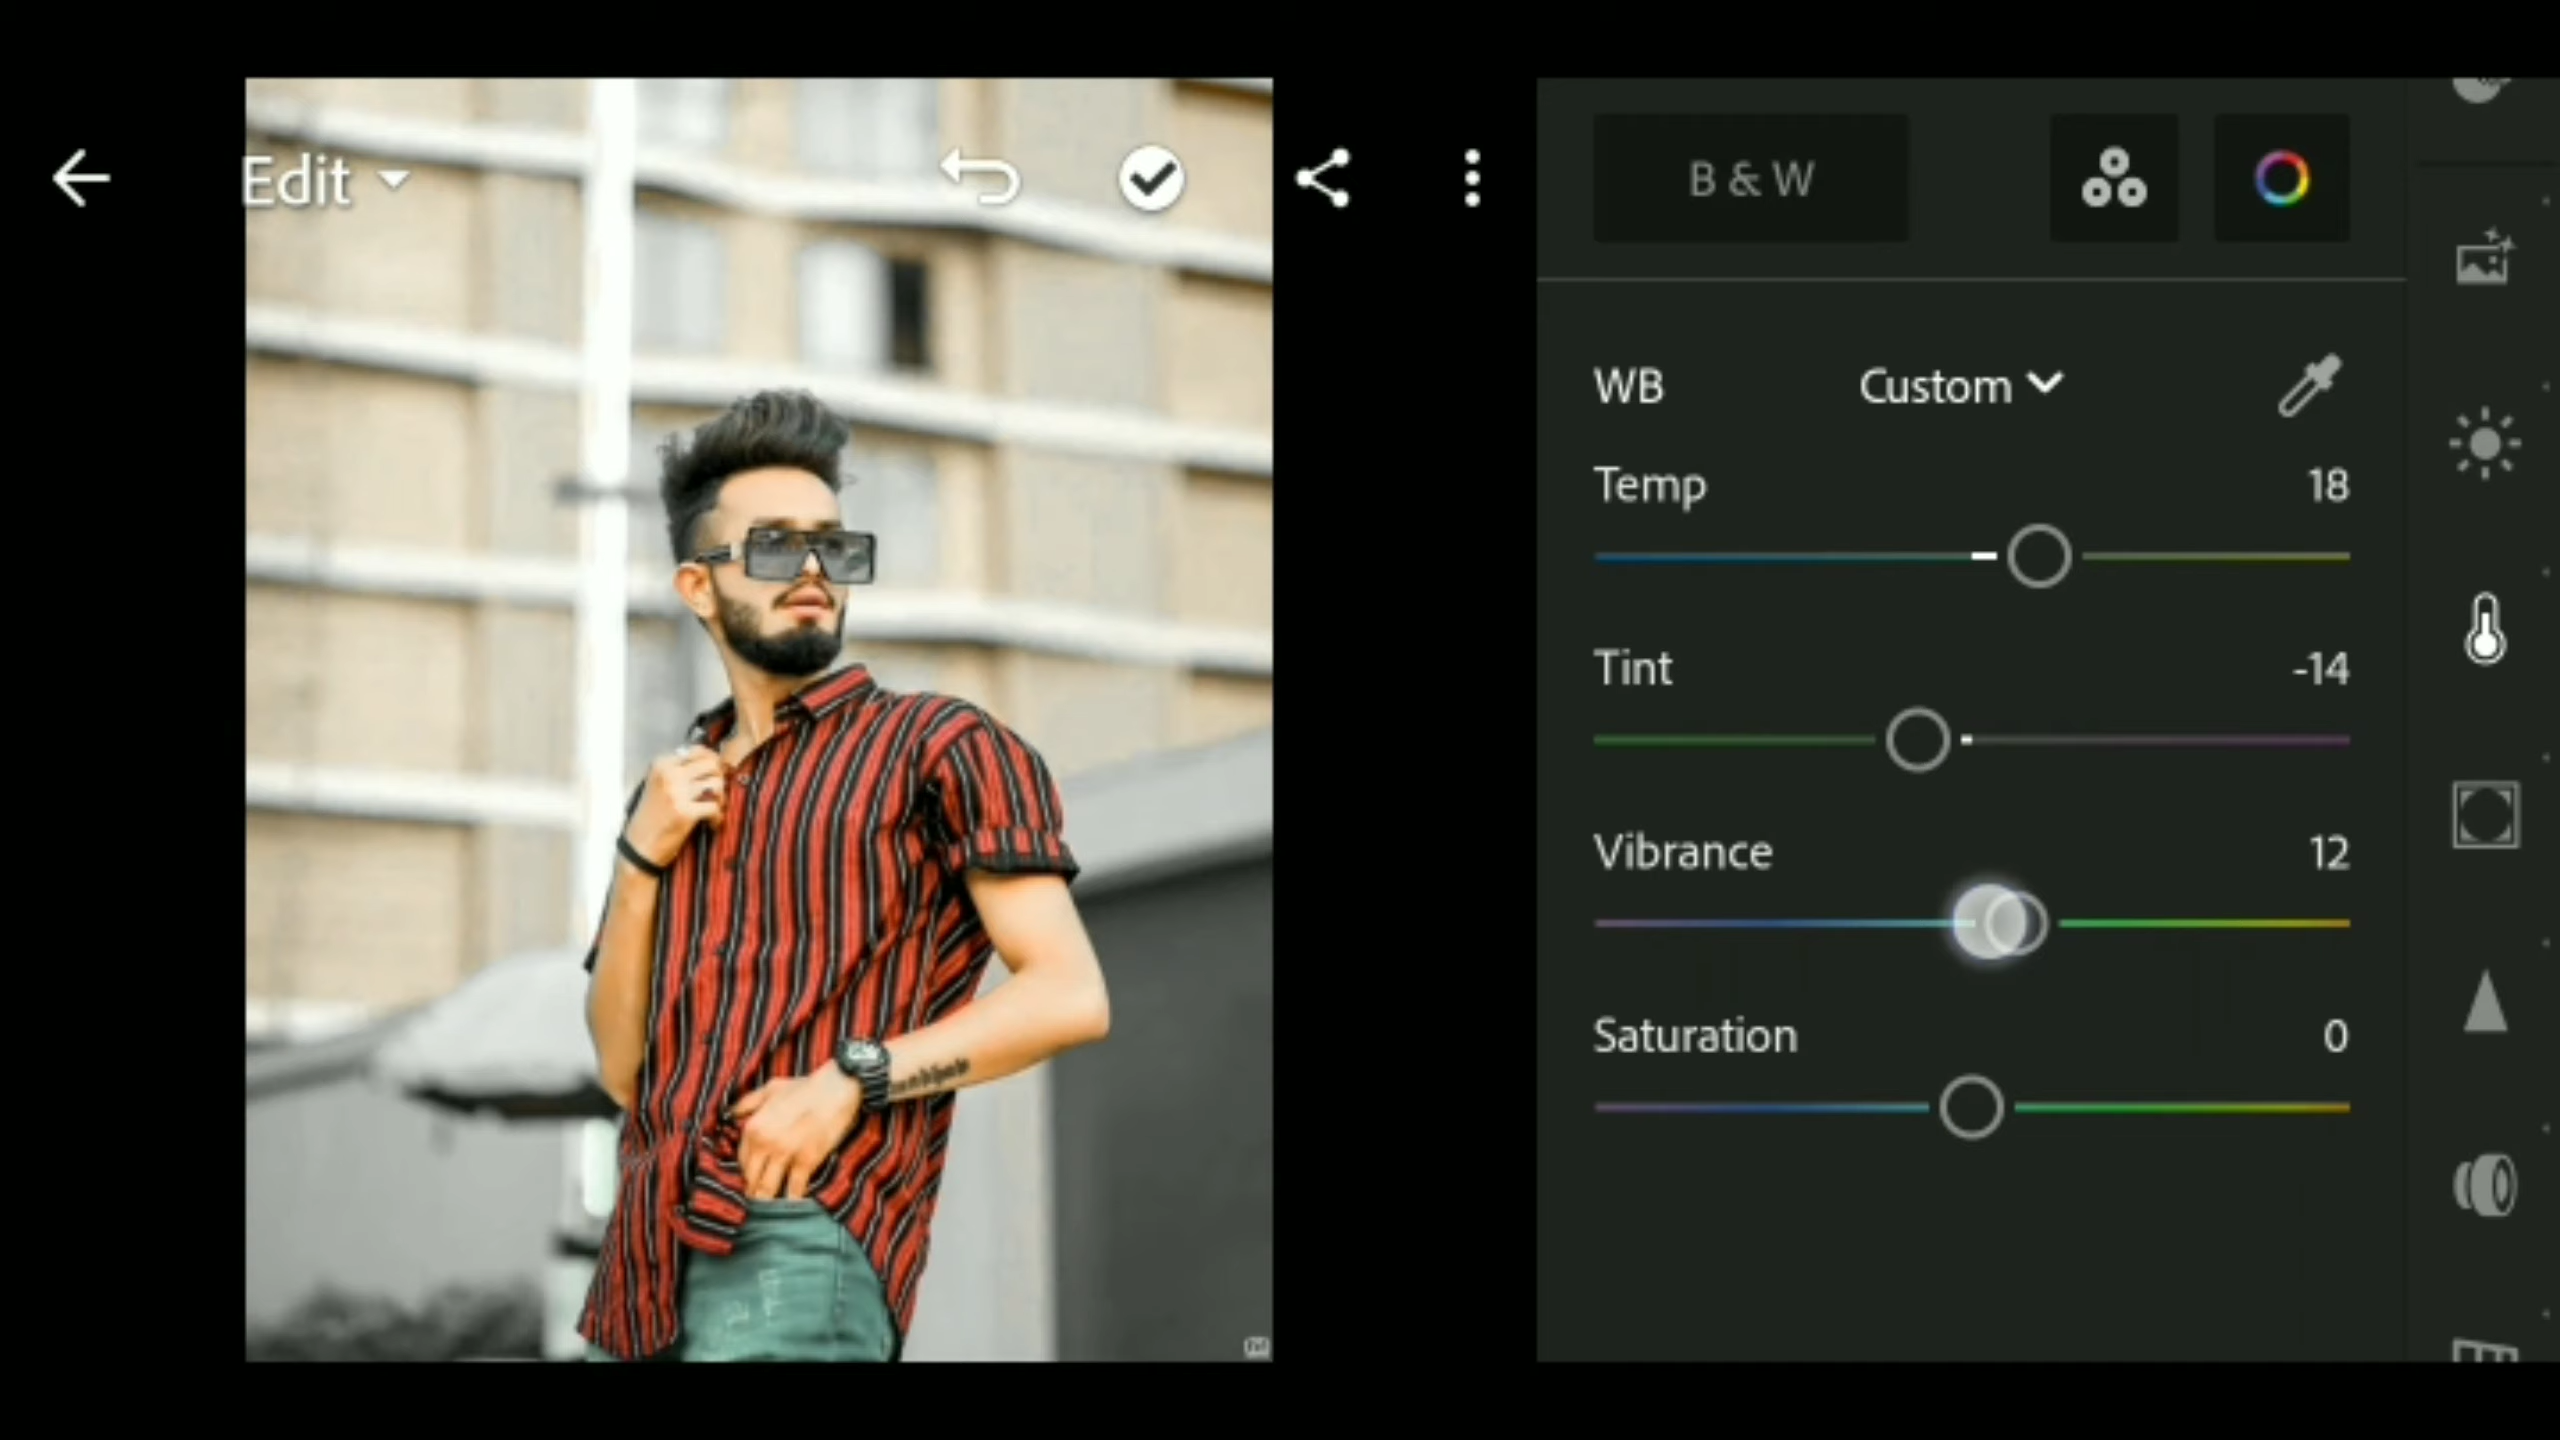 Edit
B & W
WB Custom
Temp 18
Tint -14
Vibrance 12
Saturation 0